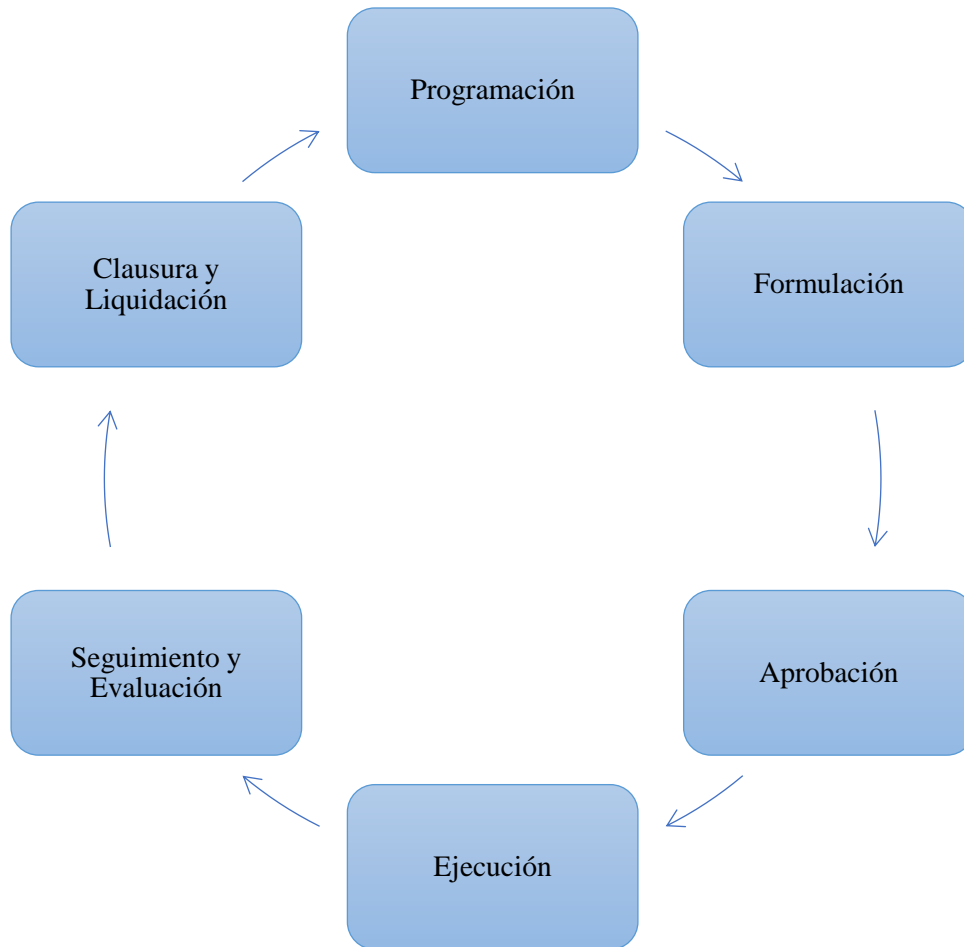 Programación
Formulación
Aprobación
Ejecución
Seguimiento y
Evaluación
Clausura y
Liquidación